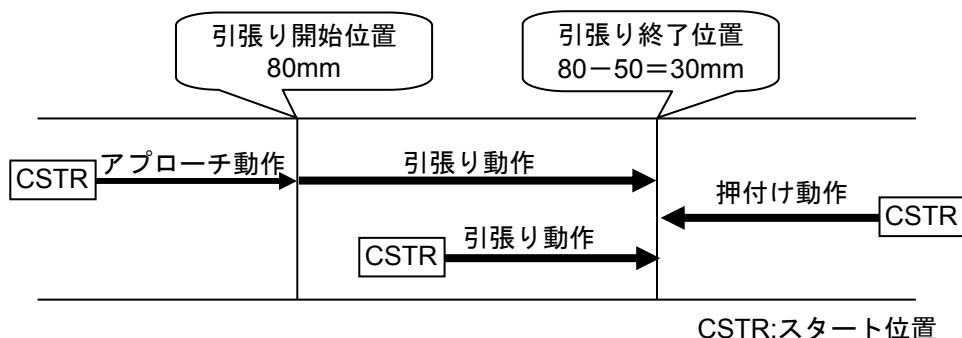 引張り開始位置
80mm
引張り終了位置
80－50＝30mm
CSTR
アプローチ動作
引張り動作
押付け動作
CSTR
CSTR
引張り動作
CSTR:スタート位置